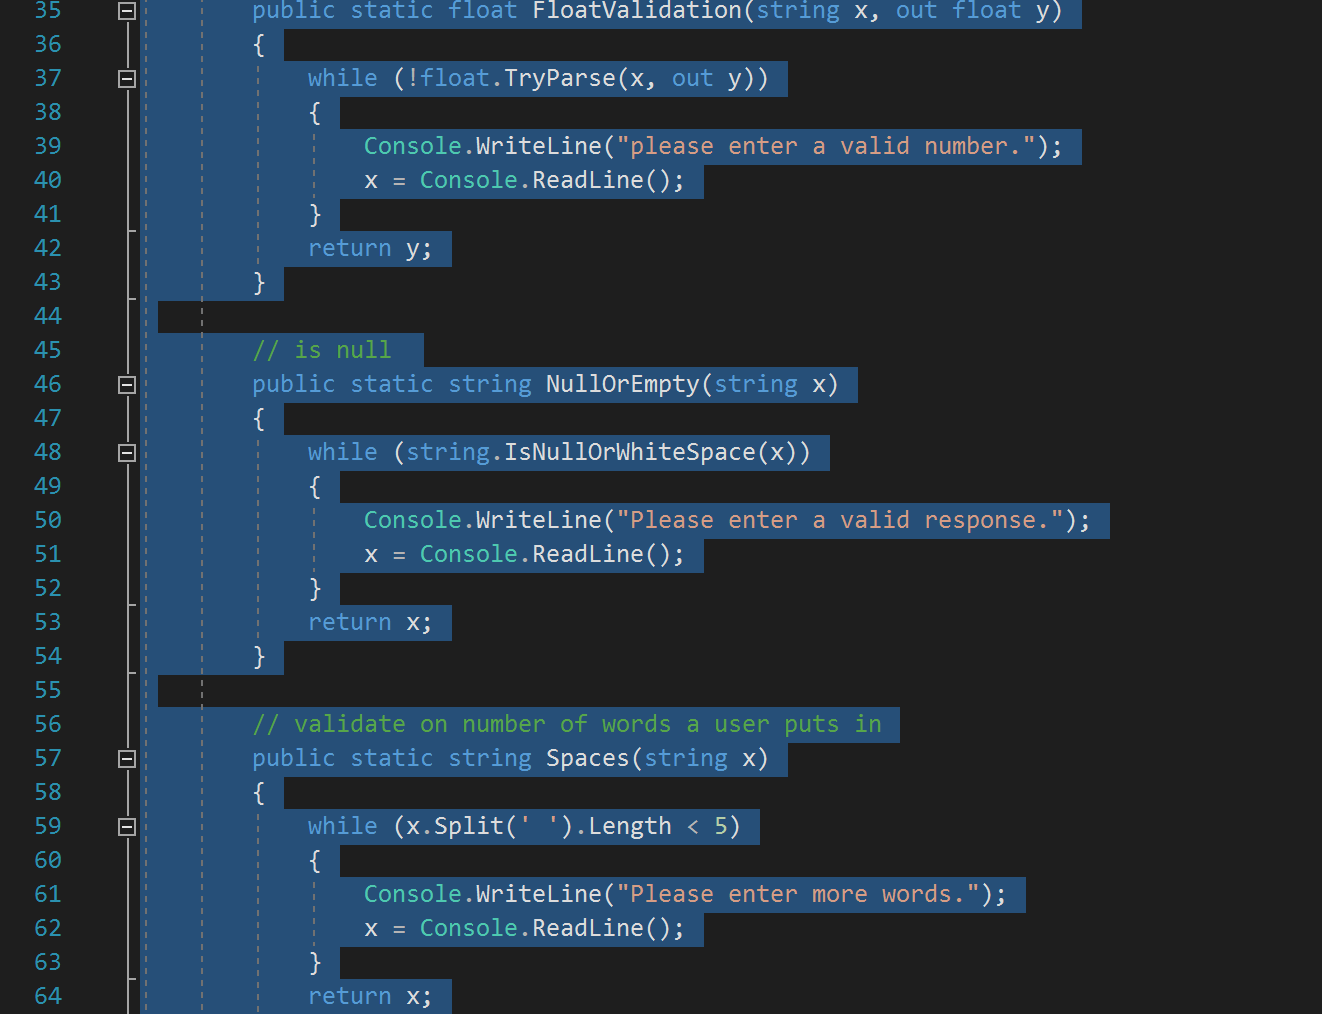 35 public static float FloatValidation(string x, out float y)
36 {
37 while (!float.TryParse(x, out y))
38 {
39 Console.WriteLine("please enter a valid number.");
40 x = Console.ReadLine();
41 }
42 return y;
43 }
44
45 // is null
46 public static string NullOrEmpty(string x)
47 {
48 while (string.IsNullOrWhiteSpace(x))
49 {
50 Console.WriteLine("Please enter a valid response.");
51 x = Console.ReadLine();
52 }
53 return x;
54 }
55
56 // validate on number of words a user puts in
57 public static string Spaces(string x)
58 {
59 while (x.Split(' ').Length < 5)
60 {
61 Console.WriteLine("Please enter more words.");
62 x = Console.ReadLine();
63 }
64 return x;